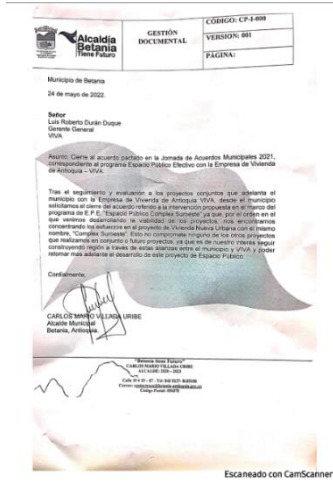 Alcaldía
Betania
Tiene Futuro
GESTIÓN
DOCUMENTAL
CÓDIGO: CP-I-000
VERSION: 001
PÁGINA:
Municipio de Betania
24 de mayo de 2022.
Señor
Luis Roberto Durán Duque
Gerente General
VIVA
Asunto: Cierre al acuerdo pactado en la Jornada de Acuerdos Municipales 2021,
correspondiente al programa Espacio Público Efectivo con la Empresa de Vivienda
de Antioquia – VIVA.
Tras el seguimiento y evaluación a los proyectos conjuntos que adelanta el
municipio con la Empresa de Vivienda de Antioquia VIVA, desde el municipio
solicitamos el cierre del acuerdo referido a la intervención propuesta en el marco del
programa de E.P.E. "Espacio Público Complex Suroeste" ya que, por el orden en el
que venimos desarrollando la viabilidad de los proyectos, nos encontramos
concentrando los esfuerzos en el proyecto de Vivienda Nueva Urbana con el mismo
nombre, "Complex Suroeste". Esto no compromete ninguno de los otros proyectos
que realizamos en conjunto o futuros proyectos, ya que es de nuestro interés seguir
construyendo región a través de estas alianzas entre el municipio y VIVA y poder
retomar más adelante el desarrollo de este proyecto de Espacio Público.
Cordialmente,
CARLOS MARIO VILLADA URIBE
Alcalde Municipal
Betania, Antioquia.
"Betania tiene Futuro"
CARLOS MARIO VILLADA URIBE
ALCALDE 2020 - 2023
Escaneado con CamScanner